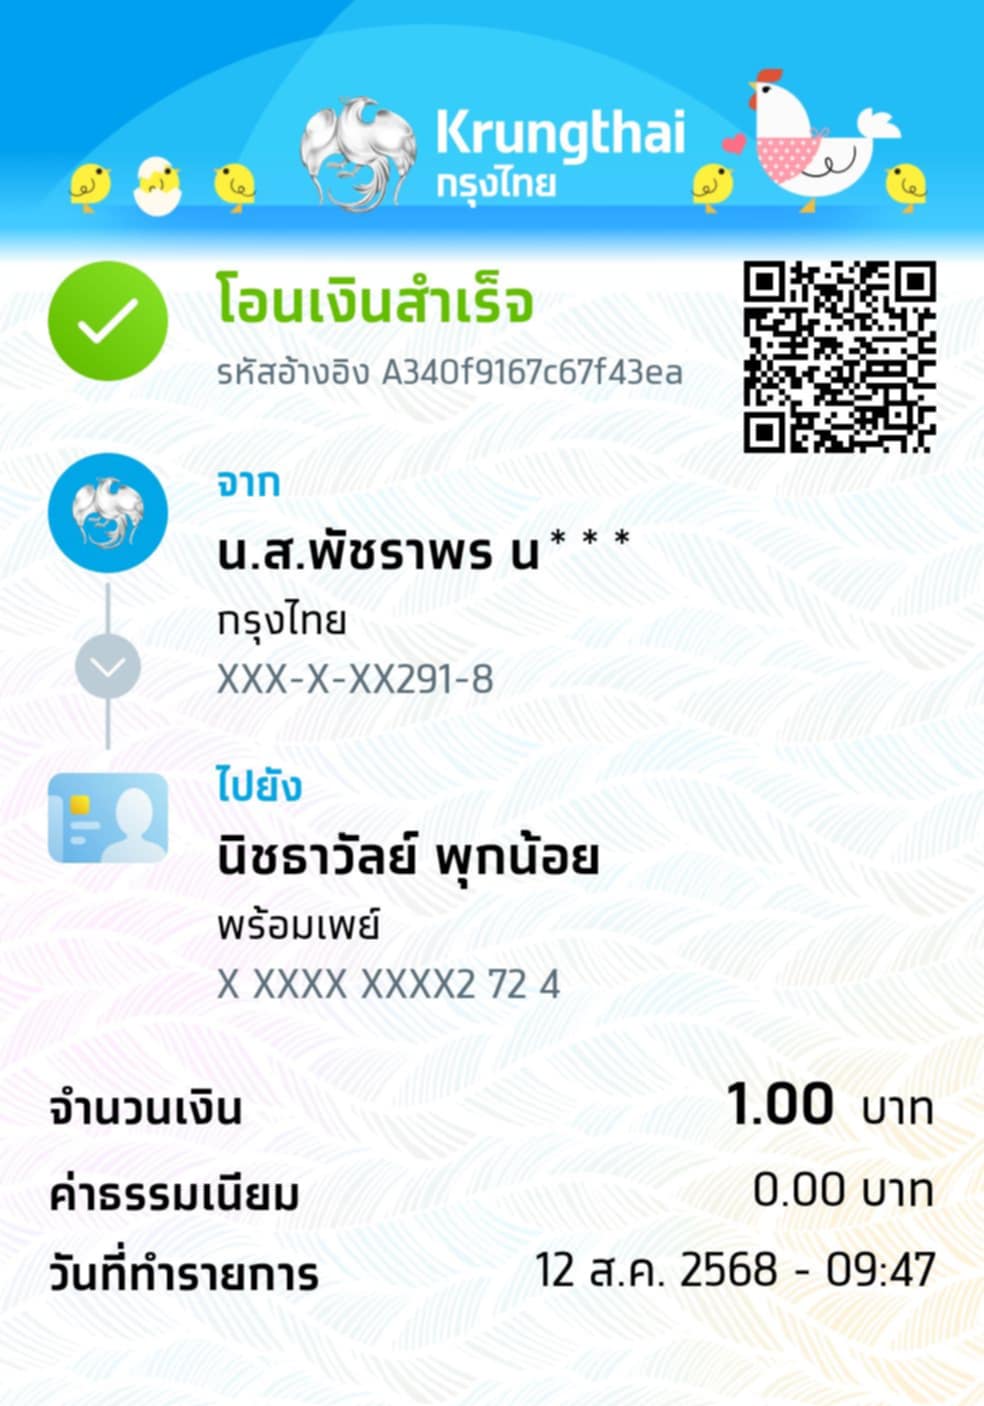 Krungthai
กรุงไทย
โอนเงินสำเร็จ
รหัสอ้างอิง A340f9167c67f43ea
จาก
น.ส.พัชราพร น***
กรุงไทย
XXX-X-XX291-8
ไปยัง
นิชธาวัลย์ พุกน้อย
พร้อมเพย์
X XXXX XXXX2 72 4
จำนวนเงิน 1.00 บาท
ค่าธรรมเนียม 0.00 บาท
วันที่ทำรายการ 12 ส.ค. 2568 - 09:47